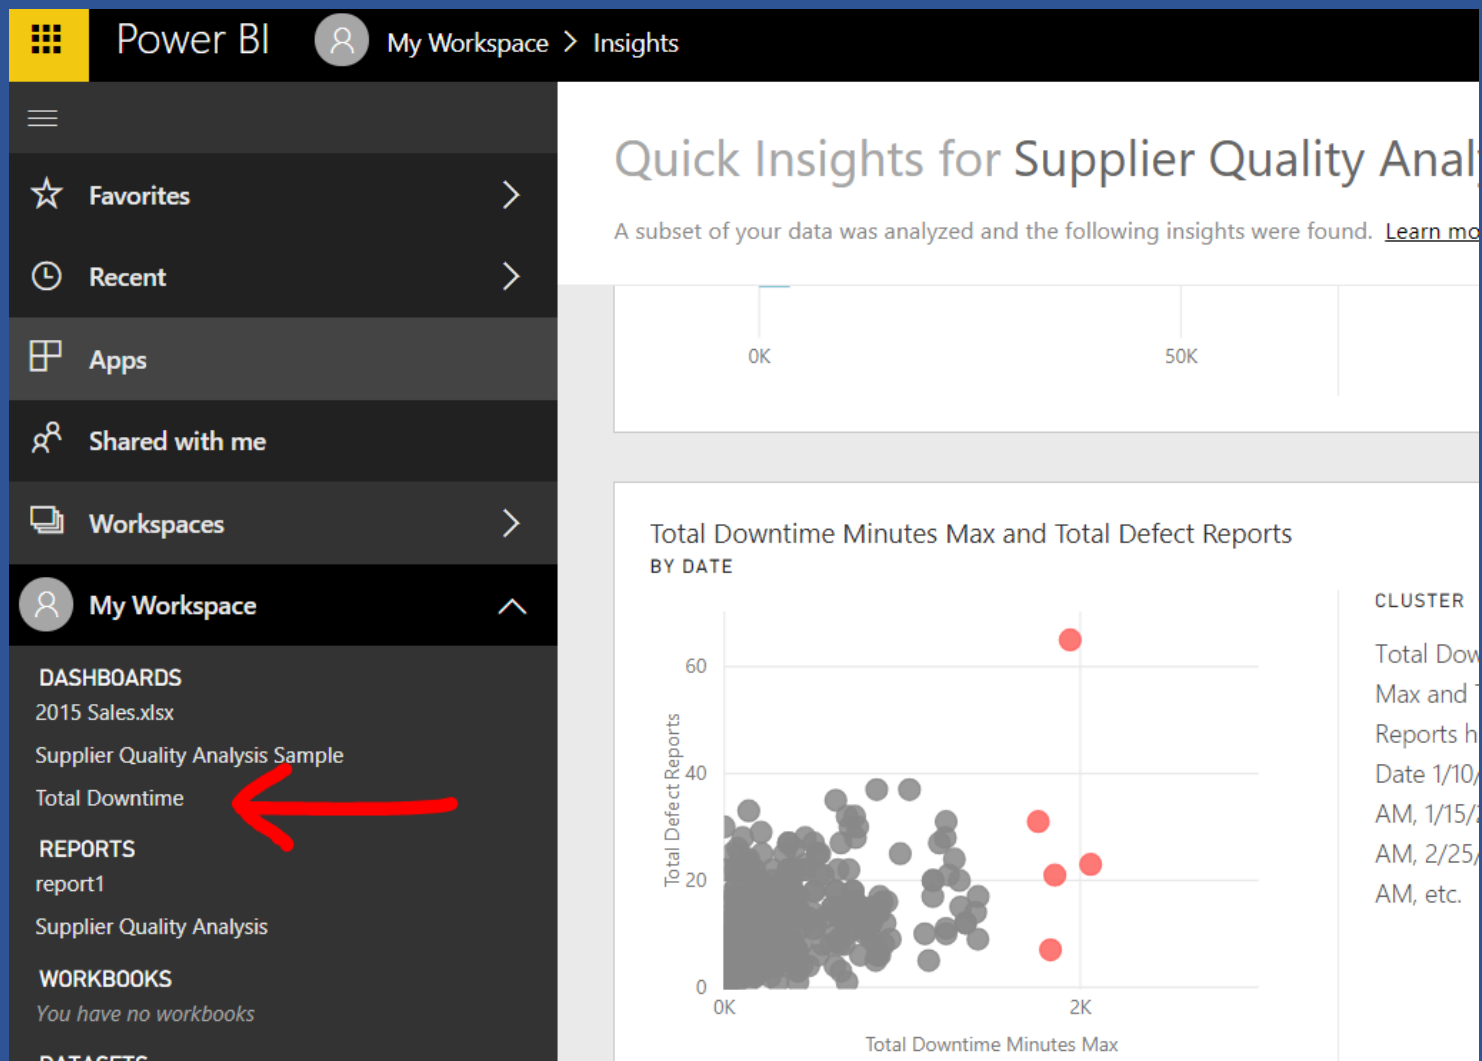 Power BI
My Workspace > Insights
Favorites
Recent
Apps
Shared with me
Workspaces
My Workspace
DASHBOARDS
2015 Sales.xlsx
Supplier Quality Analysis Sample
Total Downtime
REPORTS
report1
Supplier Quality Analysis
WORKBOOKS
You have no workbooks
DATASETS
Quick Insights for Supplier Quality Anal
A subset of your data was analyzed and the following insights were found. Learn mo
0K 50K
Total Downtime Minutes Max and Total Defect Reports
BY DATE
Total Defect Reports
60
40
20
0
0K 2K
Total Downtime Minutes Max
CLUSTER
Total Dow
Max and
Reports h
Date 1/10/
AM, 1/15/2
AM, 2/25/
AM, etc.